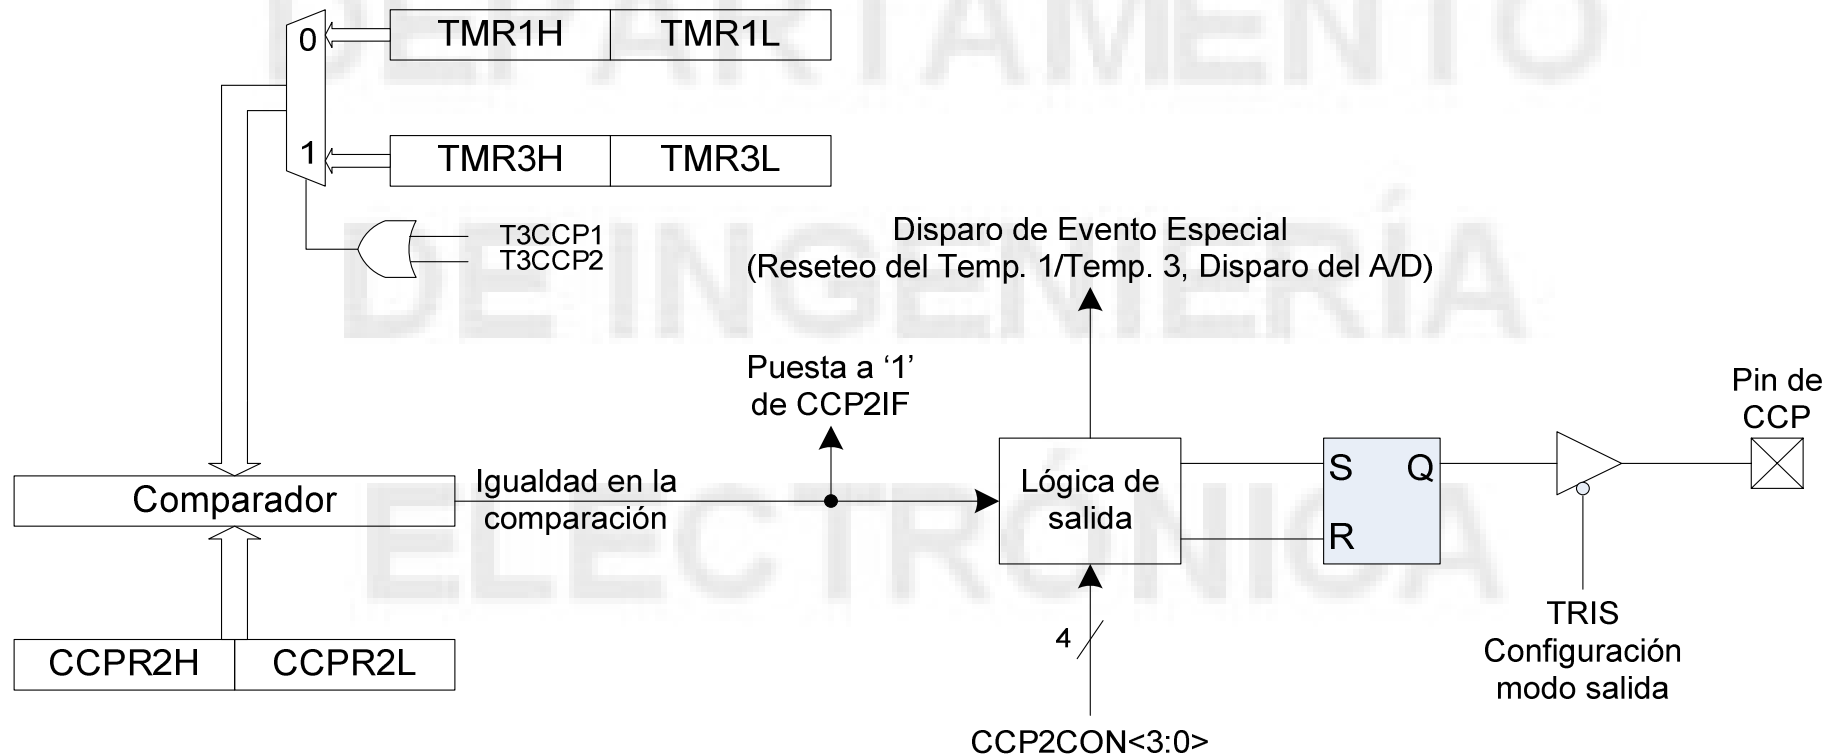 DEPARTAMENTO
DE INGENIERÍA
ELECTRÓNICA
0
TMR1H
TMR1L
1
TMR3H
TMR3L
T3CCP1
T3CCP2
Disparo de Evento Especial
(Reseteo del Temp. 1/Temp. 3, Disparo del A/D)
Puesta a ‘1’
de CCP2IF
Pin de
CCP
Comparador
Igualdad en la
comparación
Lógica de
salida
S
Q
R
CCPR2H
CCPR2L
4
TRIS
Configuración
modo salida
CCP2CON<3:0>